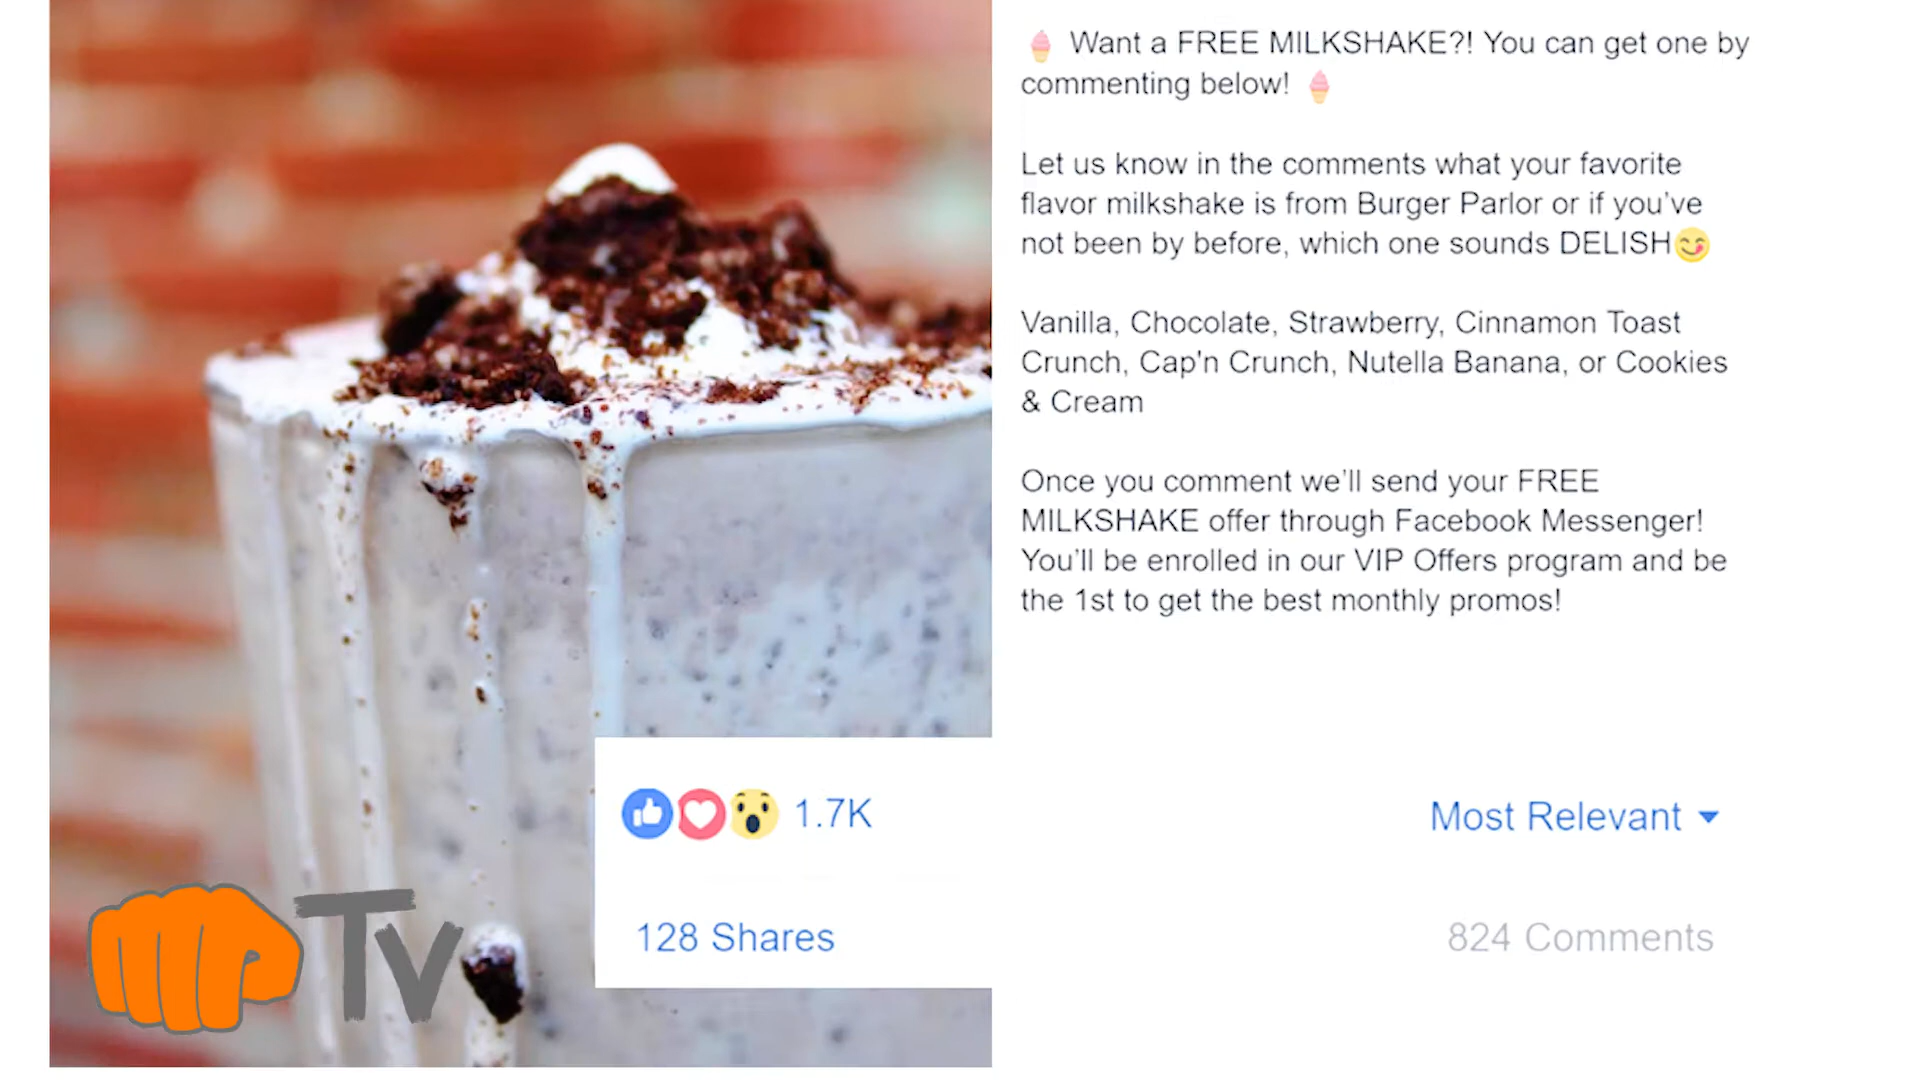 Want a FREE MILKSHAKE?! You can get one by
commenting below!
Let us know in the comments what your favorite
flavor milkshake is from Burger Parlor or if you’ve
not been by before, which one sounds DELISH
Vanilla, Chocolate, Strawberry, Cinnamon Toast
Crunch, Cap'n Crunch, Nutella Banana, or Cookies
& Cream
Once you comment we’ll send your FREE
MILKSHAKE offer through Facebook Messenger!
You’ll be enrolled in our VIP Offers program and be
the 1st to get the best monthly promos!
1.7K
Most Relevant
128 Shares
824 Comments
Tv